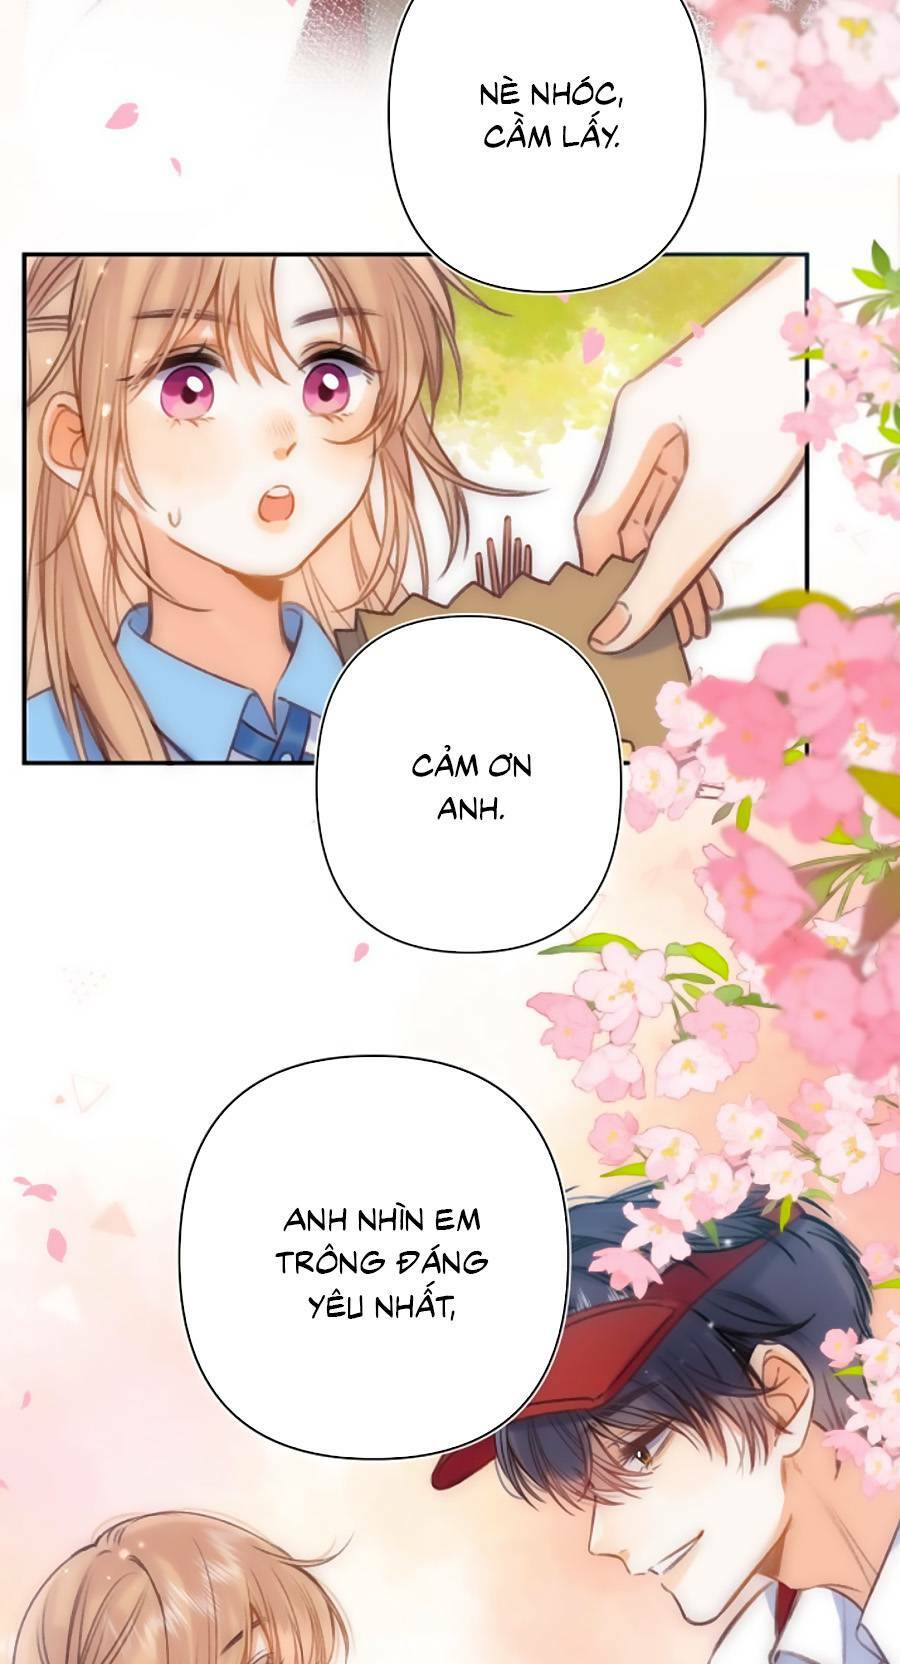 NÈ NHÓC,
CẦM LẤY.
CẢM ƠN
ANH.
ANH NHÌN EM
TRÔNG ĐÁNG
YÊU NHẤT,